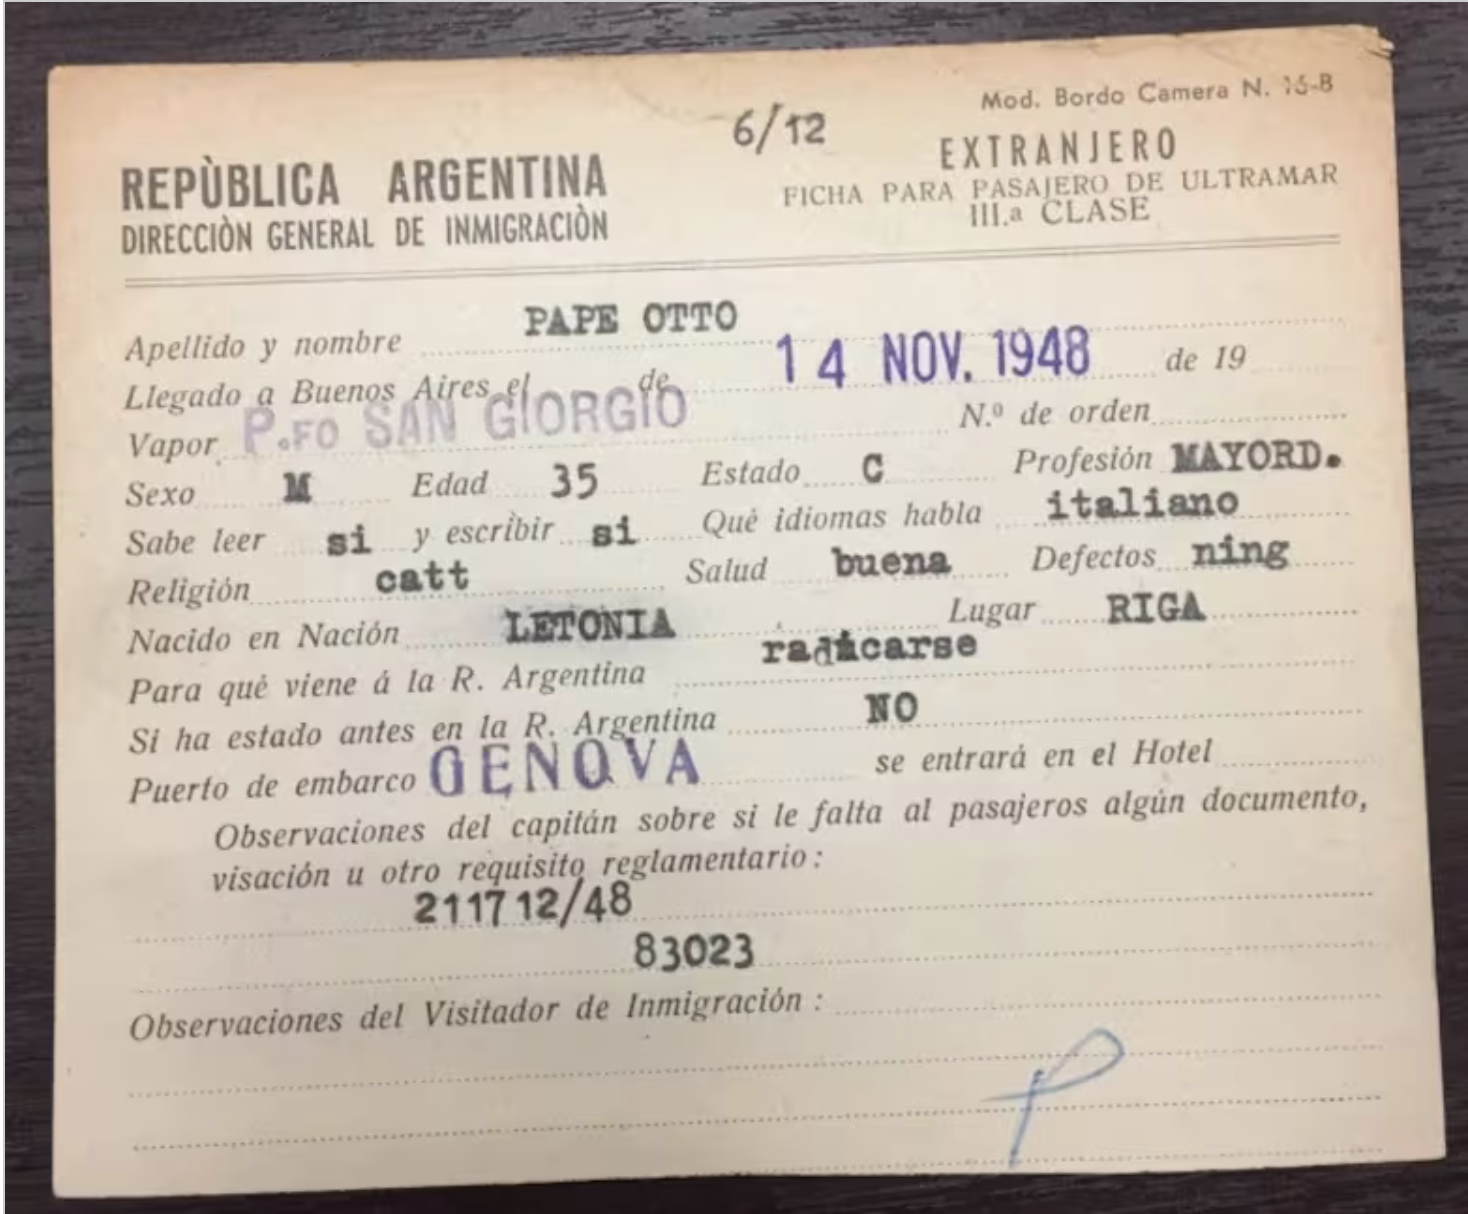 Mod. Bordo Camera N. 16-B
6/12
EXTRANJERO
REPÙBLICA ARGENTINA
FICHA PARA PASAJERO DE ULTRAMAR
DIRECCIÒN GENERAL DE INMIGRACIÒN
III.a CLASE
Apellido y nombre PAPE OTTO
Llegado a Buenos Aires el de 14 NOV. 1948 de 19
Vapor P.FO SAN GIORGIO N.º de orden
Sexo M Edad 35 Estado C Profesión MAYORD.
Sabe leer si y escribir si Qué idiomas habla italiano
Religión catt Salud buena Defectos ning
Nacido en Nación LETONIA Lugar RIGA
Para qué viene á la R. Argentina radicarse
Si ha estado antes en la R. Argentina NO
Puerto de embarco GENOVA se entrará en el Hotel
Observaciones del capitán sobre si le falta al pasajeros algún documento,
visación u otro requisito reglamentario:
211712/48
83023
Observaciones del Visitador de Inmigración: